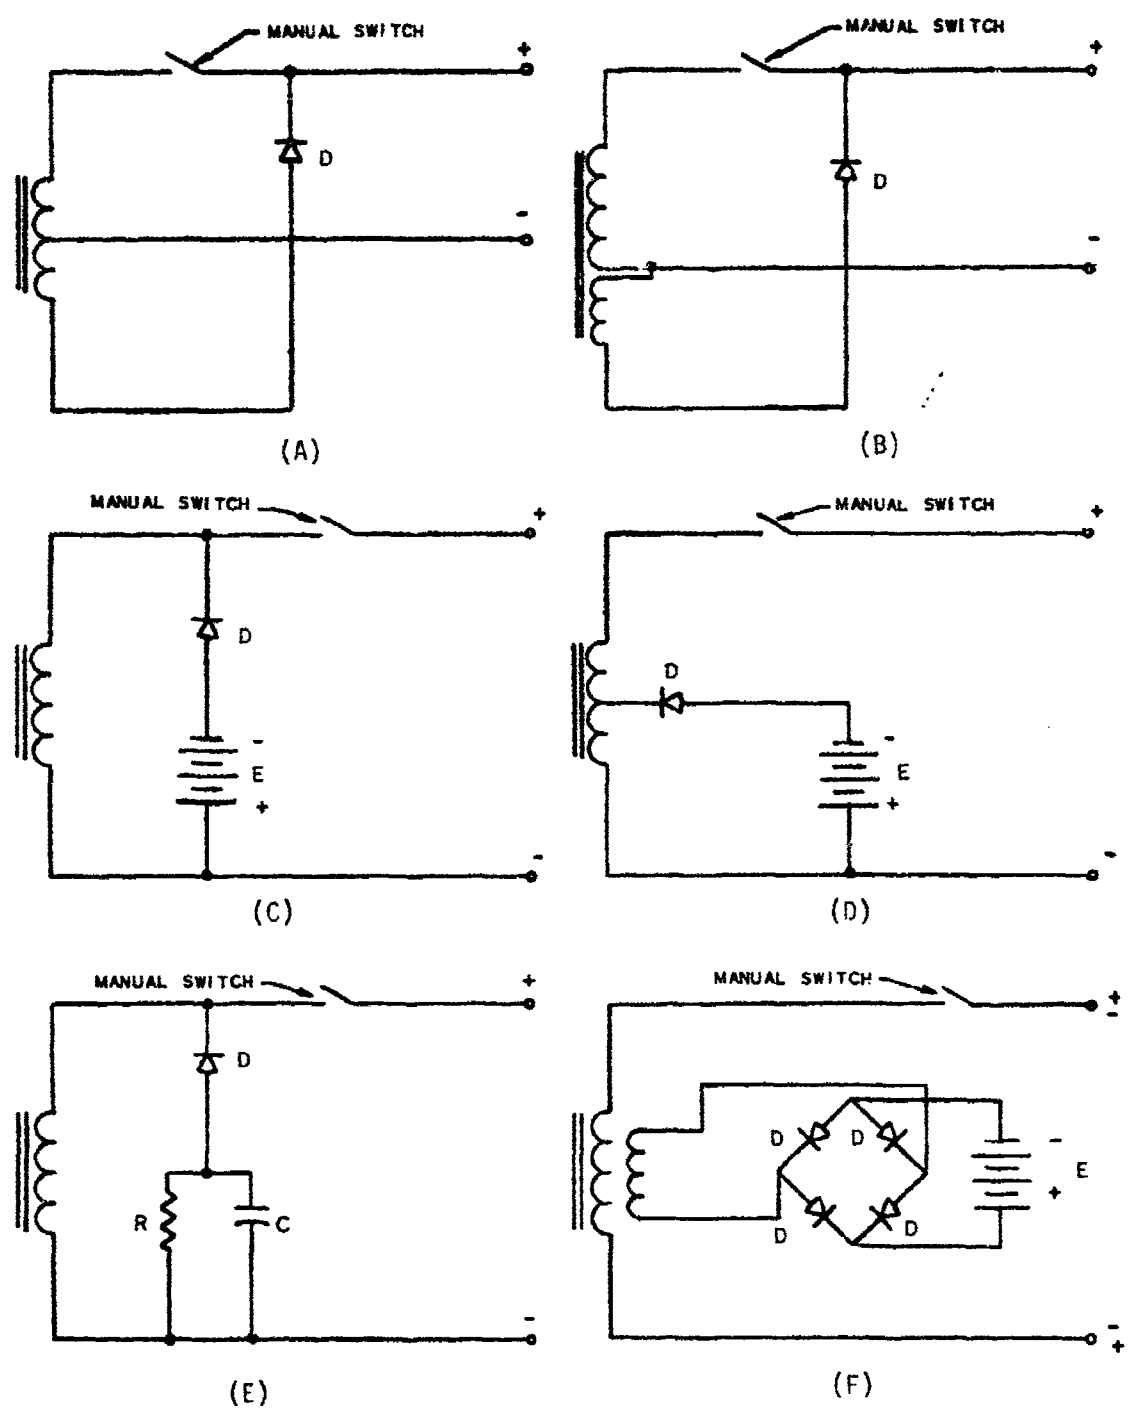 MANUAL SWITCH
+
D
-
(A)
MANUAL SWITCH
+
D
-
(B)
MANUAL SWITCH
+
D
-
E
+
-
(C)
MANUAL SWITCH
+
D
-
E
+
-
(D)
MANUAL SWITCH
+
D
R
C
-
(E)
MANUAL SWITCH
+
-
D
D
-
E
+
D
D
-
+
(F)